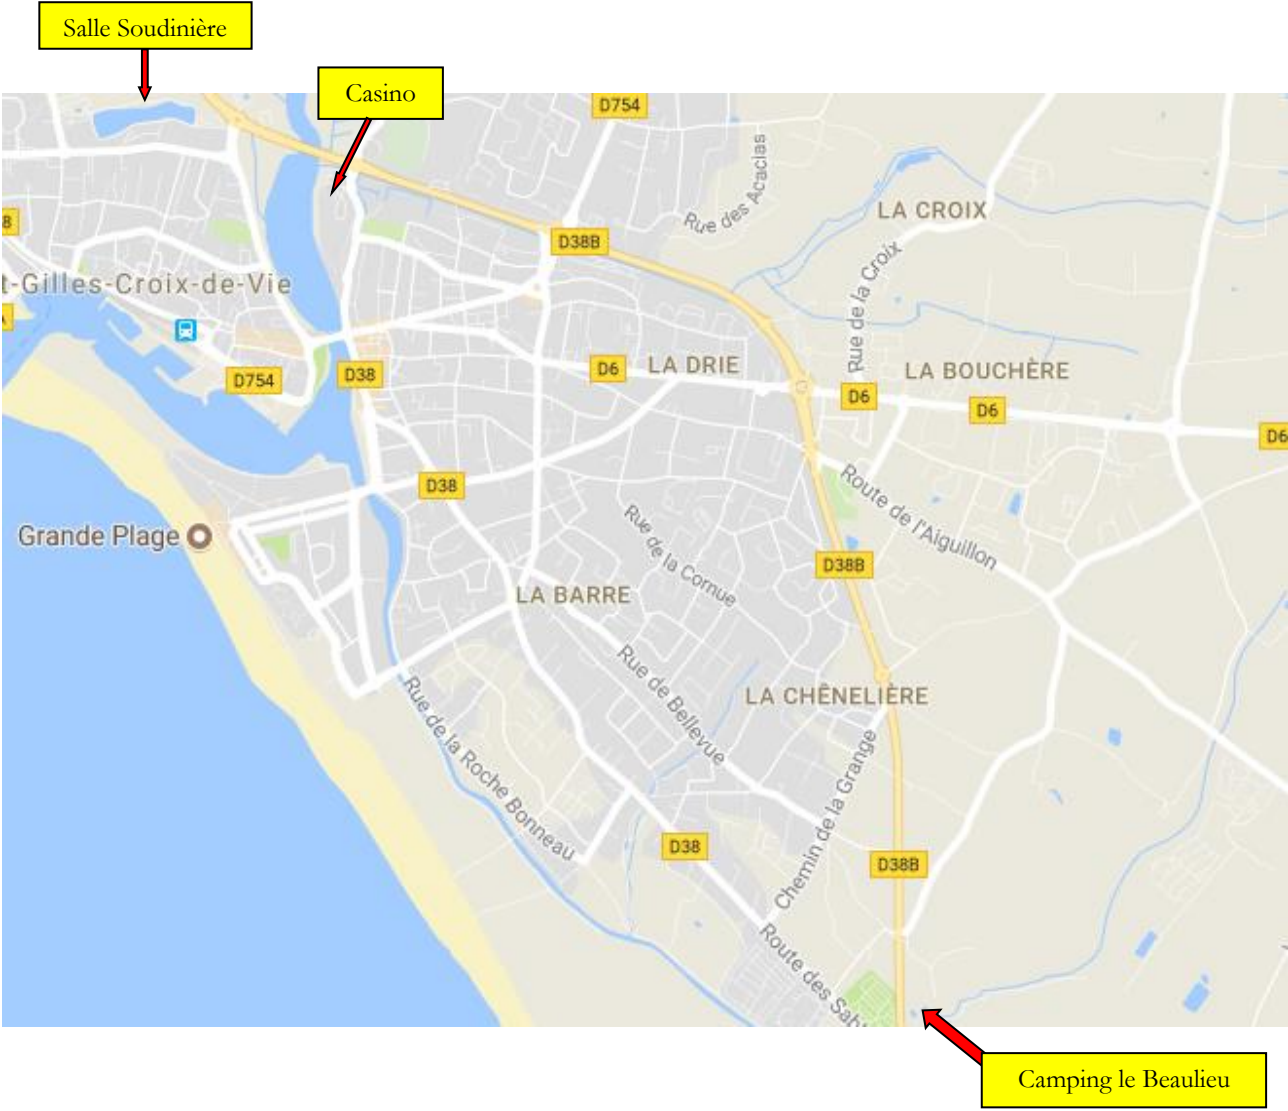 Salle Soudinière
Casino
D754
Rue des Acacias
LA CROIX
8
D38B
Rue de la Croix
t-Gilles-Croix-de-Vie
D754
D38
D6
LA DRIE
LA BOUCHÈRE
D6
D6
D6
D38
Route de l'Aiguillon
Grande Plage
Rue de la Cornue
D38B
LA BARRE
Rue de Bellevue
LA CHÊNELIÈRE
Rue de la Roche Bonneau
Chemin de la Grange
D38
D38B
Route des Sabl
Camping le Beaulieu